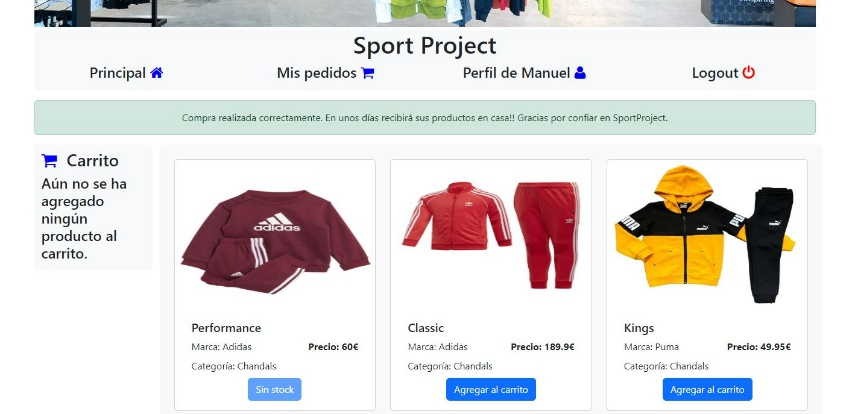 Sport Project
Principal
Mis pedidos
Perfil de Manuel
Logout
Compra realizada correctamente. En unos días recibirá sus productos en casa!! Gracias por confiar en SportProject.
Carrito
Aún no se ha
agregado
ningún
producto al
carrito.
adidas
Performance
Marca: Adidas
Precio: 60€
Categoría: Chandals
Sin stock
Classic
Marca: Adidas
Precio: 189.9€
Categoría: Chandals
Agregar al carrito
PUMA
Kings
Marca: Puma
Precio: 49.95€
Categoría: Chandals
Agregar al carrito